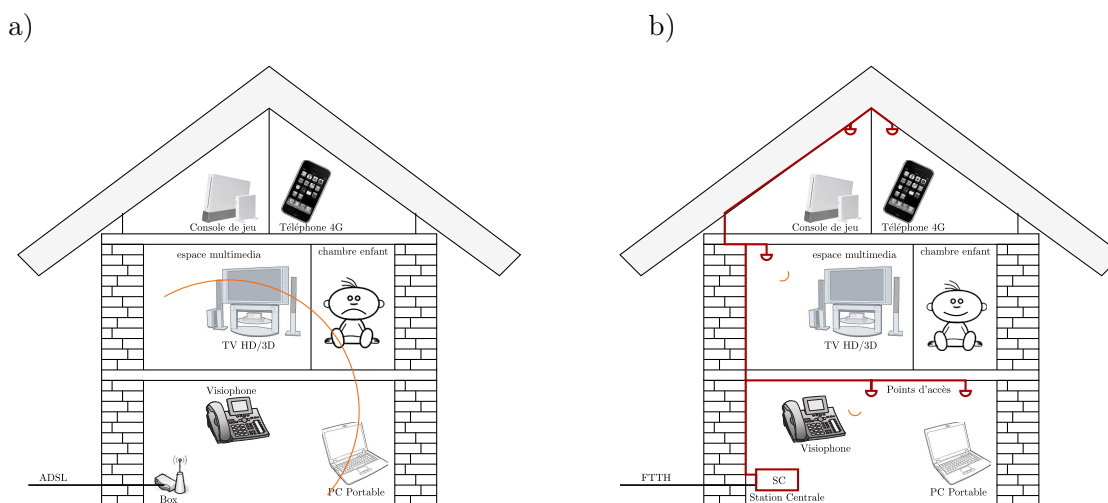 a)
Console de jeu
Téléphone 4G
espace multimedia
chambre enfant
TV HD/3D
Visiophone
ADSL
Box
PC Portable
b)
Console de jeu
Téléphone 4G
espace multimedia
chambre enfant
TV HD/3D
Points d'accès
Visiophone
FTTH
SC
Station Centrale
PC Portable